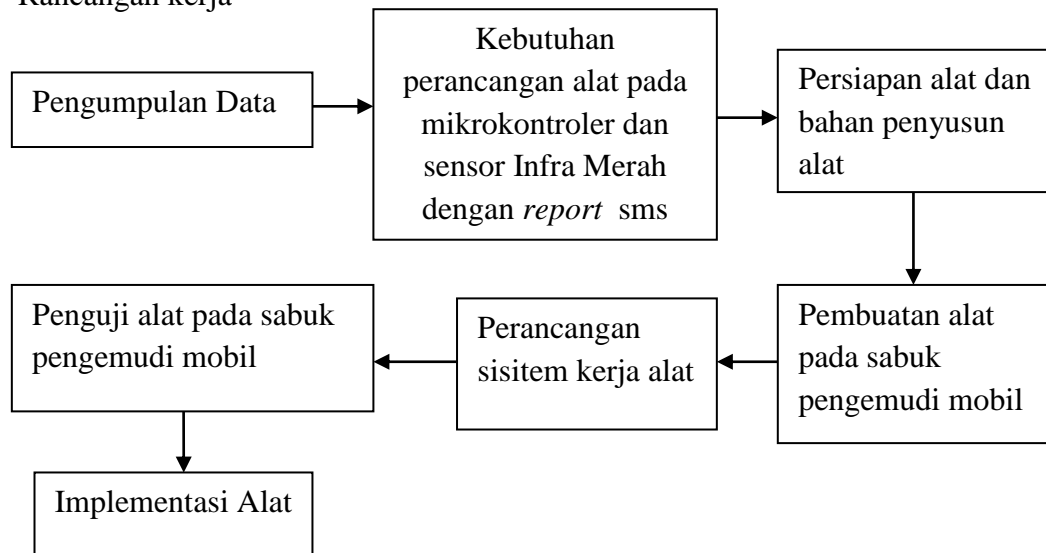 Rancangan kerja
Pengumpulan Data
Kebutuhan
perancangan alat pada
mikrokontroler dan
sensor Infra Merah
dengan report sms
Persiapan alat dan
bahan penyusun
alat
Pembuatan alat
pada sabuk
pengemudi mobil
Perancangan
sisitem kerja alat
Penguji alat pada sabuk
pengemudi mobil
Implementasi Alat